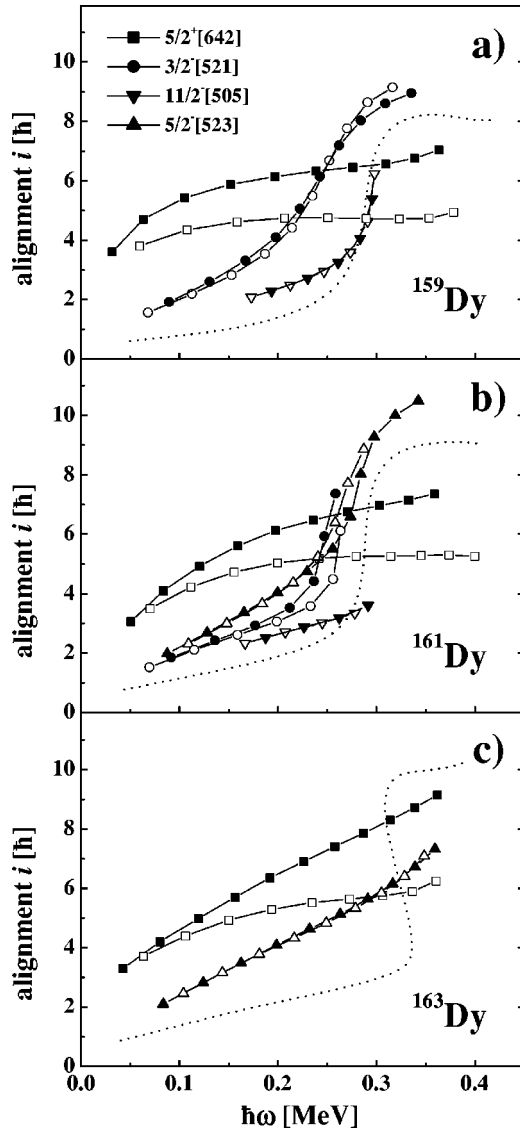 5/2⁺[642]
3/2⁻[521]
11/2⁻[505]
5/2⁻[523]
a)
10
8
6
4
2
0
alignment i [ħ]
¹⁵⁹Dy
b)
10
8
6
4
2
0
alignment i [ħ]
¹⁶¹Dy
c)
10
8
6
4
2
0
alignment i [ħ]
¹⁶³Dy
0.0 0.1 0.2 0.3 0.4
ħω [MeV]